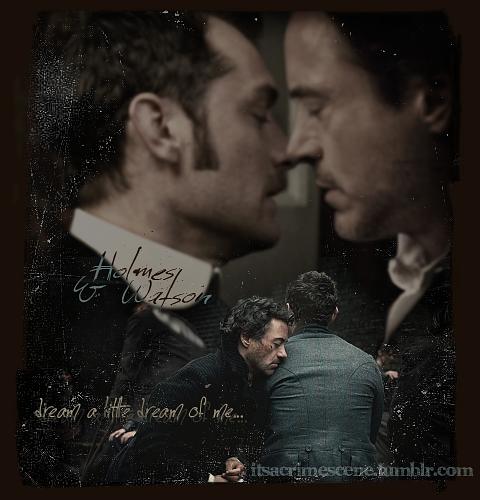 Holmes
& Watson
dream a little dream of me...
itsacrimescene.tumblr.com